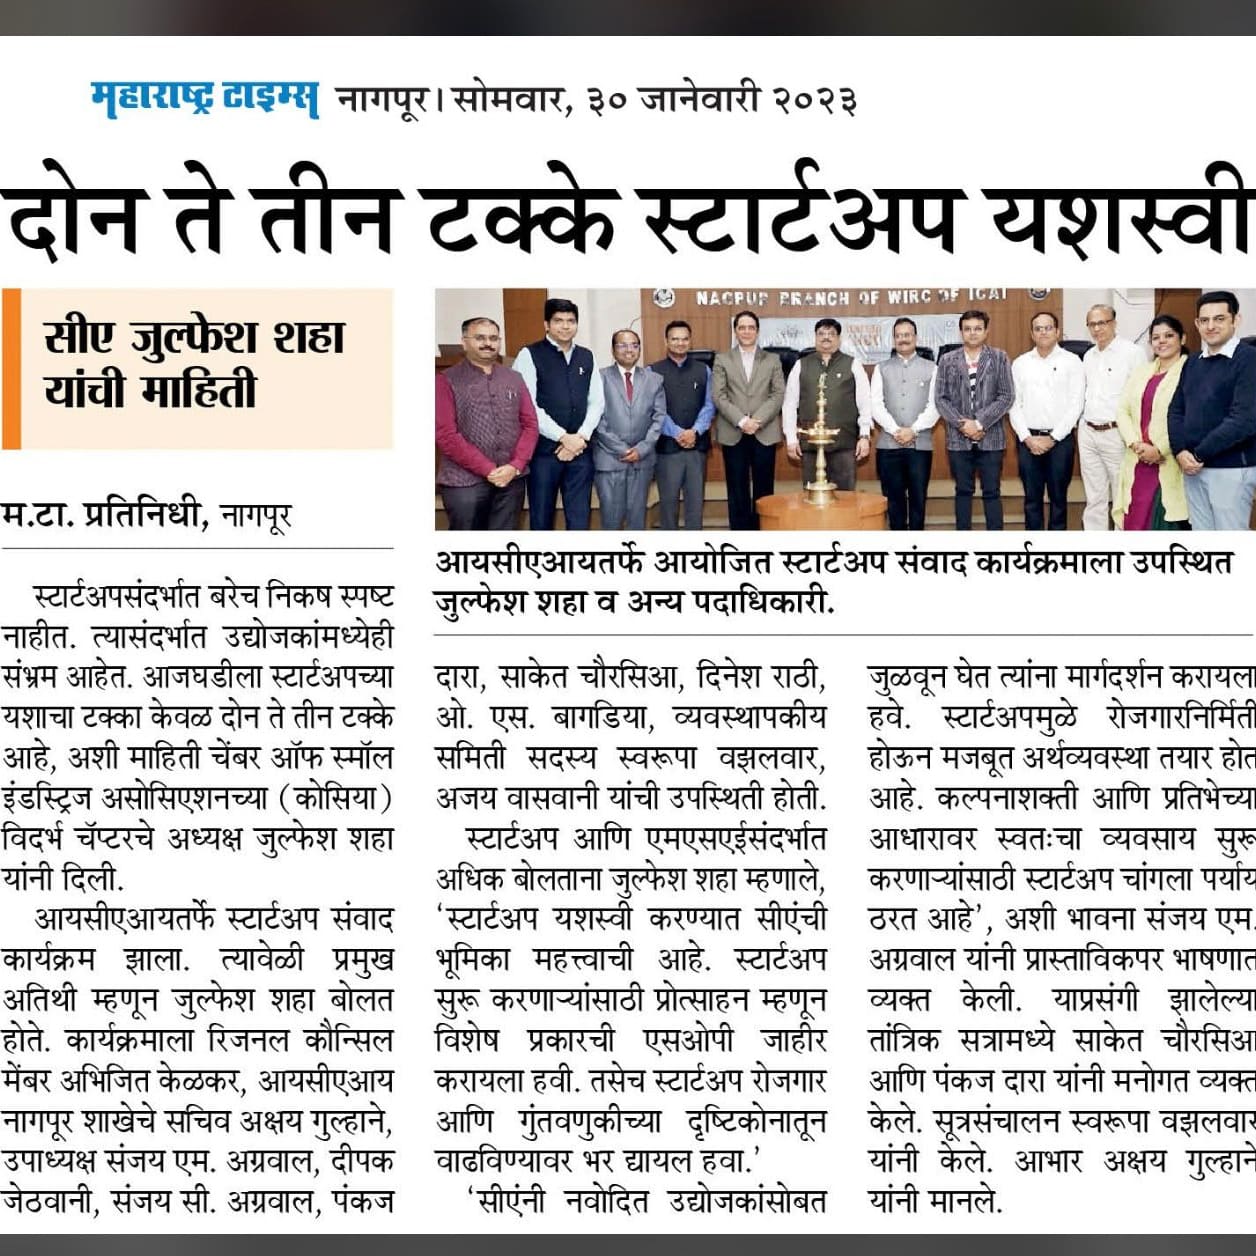 महाराष्ट्र टाइम्स नागपूर। सोमवार, ३० जानेवारी २०२३
दोन ते तीन टक्के स्टार्टअप यशस्वी
सीए जुल्फेश शहा
यांची माहिती
म.टा. प्रतिनिधी, नागपूर
स्टार्टअपसंदर्भात बरेच निकष स्पष्ट
नाहीत. त्यासंदर्भात उद्योजकांमध्येही
संभ्रम आहेत. आजघडीला स्टार्टअपच्या
यशाचा टक्का केवळ दोन ते तीन टक्के
आहे, अशी माहिती चेंबर ऑफ स्मॉल
इंडस्ट्रिज असोसिएशनच्या (कोसिया)
विदर्भ चॅप्टरचे अध्यक्ष जुल्फेश शहा
यांनी दिली.
आयसीएआयतर्फे स्टार्टअप संवाद
कार्यक्रम झाला. त्यावेळी प्रमुख
अतिथी म्हणून जुल्फेश शहा बोलत
होते. कार्यक्रमाला रिजनल कौन्सिल
मेंबर अभिजित केळकर, आयसीएआय
नागपूर शाखेचे सचिव अक्षय गुल्हाने,
उपाध्यक्ष संजय एम. अग्रवाल, दीपक
जेठवानी, संजय सी. अग्रवाल, पंकज
NAGPUR BRANCH OF WIRC OF ICAI
आयसीएआयतर्फे आयोजित स्टार्टअप संवाद कार्यक्रमाला उपस्थित
जुल्फेश शहा व अन्य पदाधिकारी.
दारा, साकेत चौरसिआ, दिनेश राठी,
ओ. एस. बागडिया, व्यवस्थापकीय
समिती सदस्य स्वरूपा वझलवार,
अजय वासवानी यांची उपस्थिती होती.
स्टार्टअप आणि एमएसएईसंदर्भात
अधिक बोलताना जुल्फेश शहा म्हणाले,
‘स्टार्टअप यशस्वी करण्यात सीएंची
भूमिका महत्त्वाची आहे. स्टार्टअप
सुरू करणाऱ्यांसाठी प्रोत्साहन म्हणून
विशेष प्रकारची एसओपी जाहीर
करायला हवी. तसेच स्टार्टअप रोजगार
आणि गुंतवणुकीच्या दृष्टिकोनातून
वाढविण्यावर भर द्यायल हवा.’
‘सीएंनी नवोदित उद्योजकांसोबत
जुळवून घेत त्यांना मार्गदर्शन करायला
हवे. स्टार्टअपमुळे रोजगारनिर्मिती
होऊन मजबूत अर्थव्यवस्था तयार होत
आहे. कल्पनाशक्ती आणि प्रतिभेच्या
आधारावर स्वतःचा व्यवसाय सुरू
करणाऱ्यांसाठी स्टार्टअप चांगला पर्याय
ठरत आहे’, अशी भावना संजय एम.
अग्रवाल यांनी प्रास्ताविकपर भाषणात
व्यक्त केली. याप्रसंगी झालेल्या
तांत्रिक सत्रामध्ये साकेत चौरसिआ
आणि पंकज दारा यांनी मनोगत व्यक्त
केले. सूत्रसंचालन स्वरूपा वझलवार
यांनी केले. आभार अक्षय गुल्हाने
यांनी मानले.